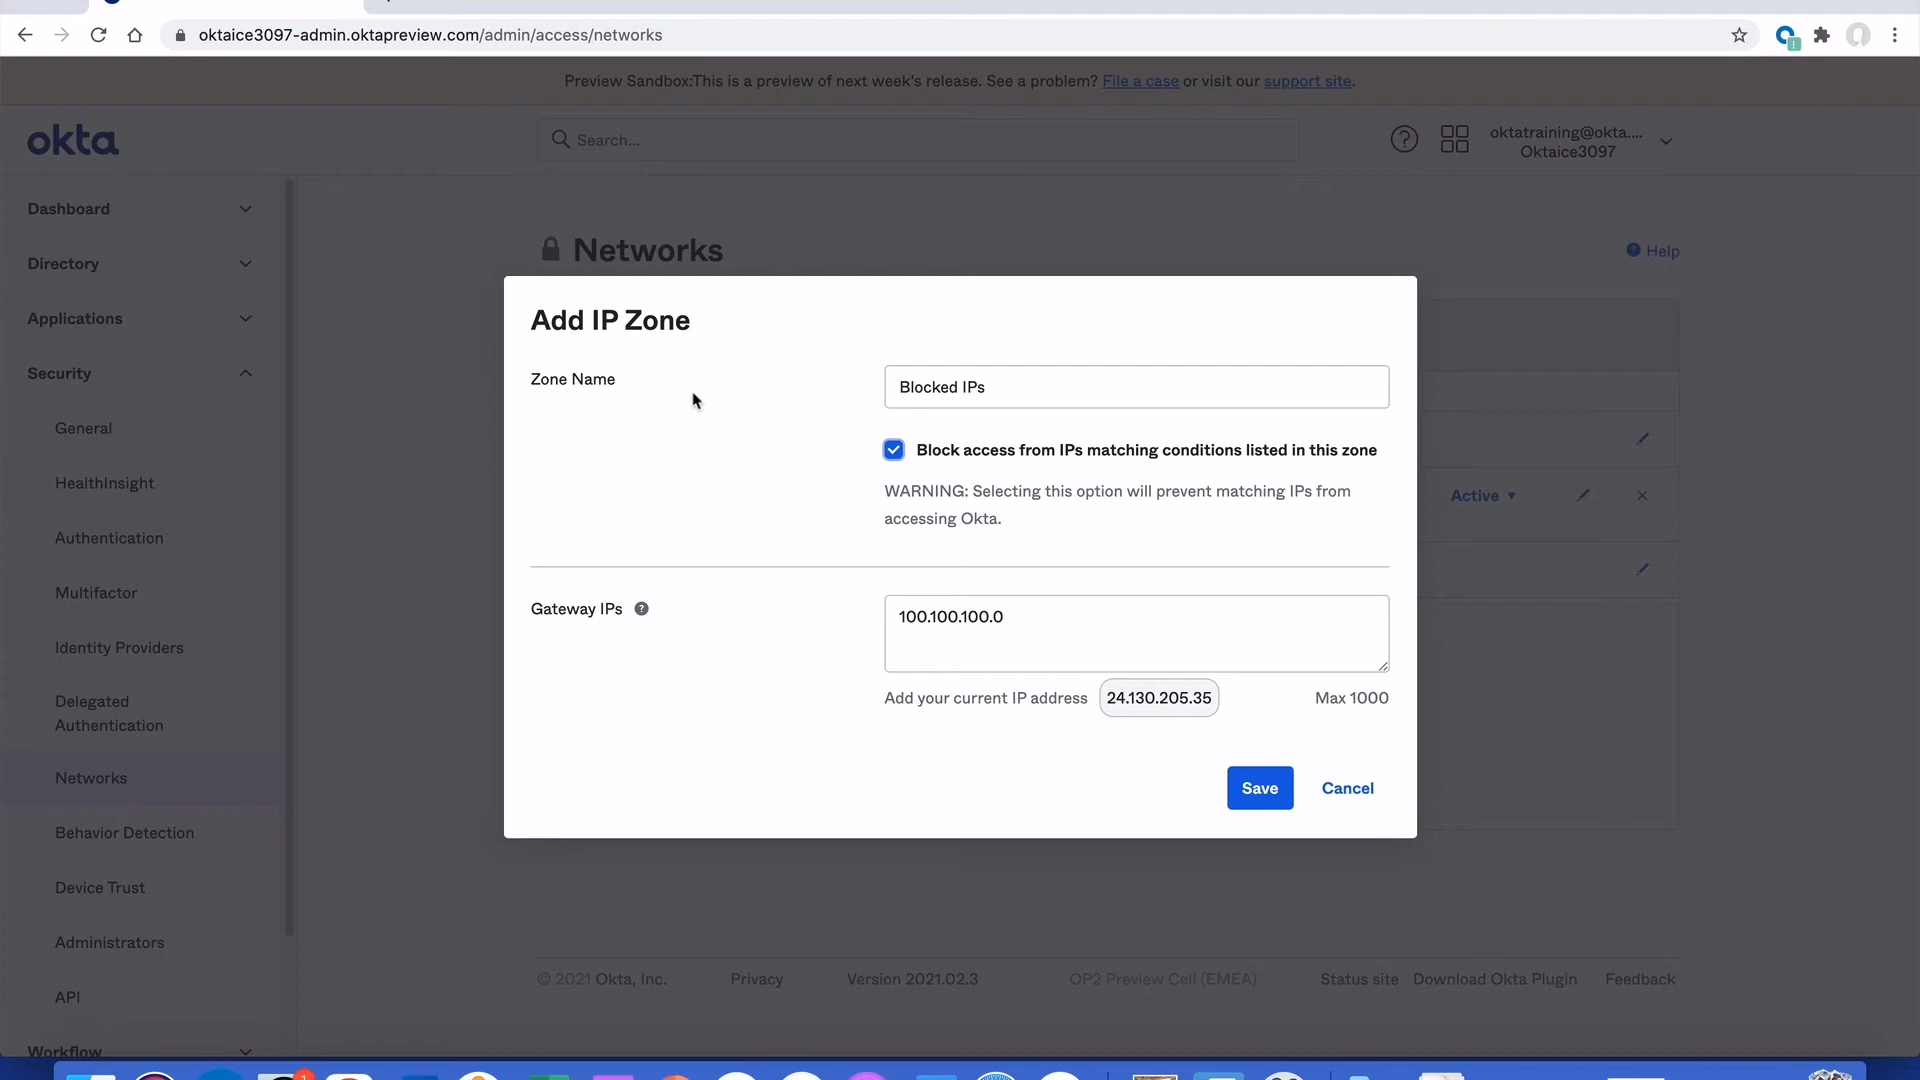 oktaice3097-admin.oktapreview.com/admin/access/networks
Preview Sandbox:This is a preview of next week's release. See a problem? File a case or visit our support site.
okta
Search...
oktatraining@okta....
Oktaice3097
Dashboard
Directory
Applications
Security
General
HealthInsight
Authentication
Multifactor
Identity Providers
Delegated
Authentication
Networks
Behavior Detection
Device Trust
Administrators
API
Workflow
Networks
Help
Add IP Zone
Zone Name
Blocked IPs
Block access from IPs matching conditions listed in this zone
WARNING: Selecting this option will prevent matching IPs from
accessing Okta.
Active
Gateway IPs
100.100.100.0
Add your current IP address 24.130.205.35 Max 1000
Save Cancel
© 2021 Okta, Inc. Privacy Version 2021.02.3 OP2 Preview Cell (EMEA) Status site Download Okta Plugin Feedback
1